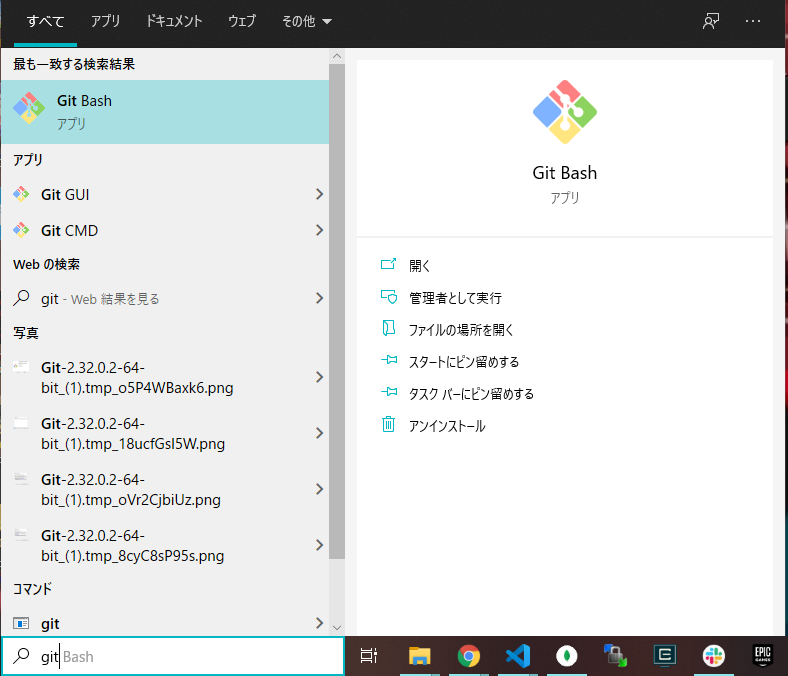 すべて アプリ ドキュメント ウェブ その他
最も一致する検索結果
Git Bash
アプリ
アプリ
Git GUI
Git CMD
Web の検索
git - Web 結果を見る
写真
Git-2.32.0.2-64-
bit_(1).tmp_o5P4WBaxk6.png
Git-2.32.0.2-64-
bit_(1).tmp_18ucfGsI5W.png
Git-2.32.0.2-64-
bit_(1).tmp_oVr2CjbiUz.png
Git-2.32.0.2-64-
bit_(1).tmp_8cyC8sP95s.png
コマンド
git
Git Bash
アプリ
開く
管理者として実行
ファイルの場所を開く
スタートにピン留めする
タスク バーにピン留めする
アンインストール
git Bash
EPIC
GAMES